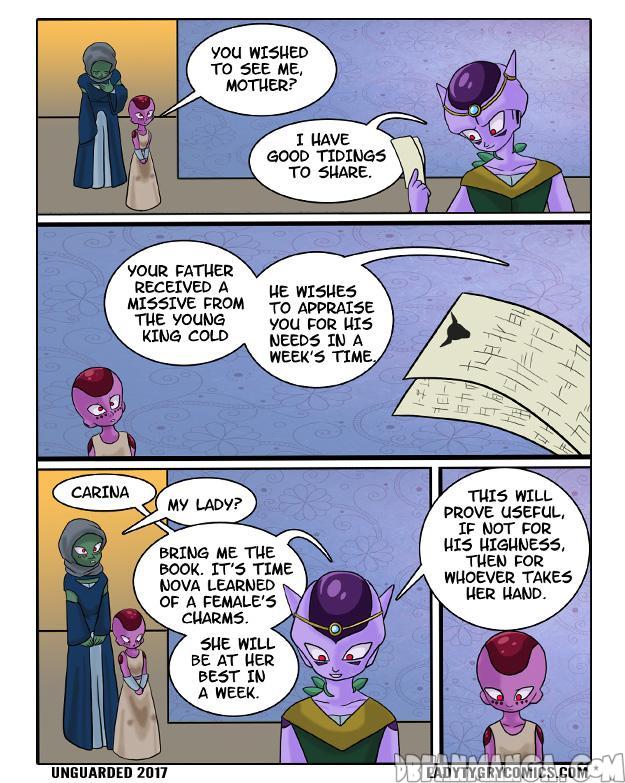 YOU WISHED
TO SEE ME,
MOTHER?
I HAVE
GOOD TIDINGS
TO SHARE.
YOUR FATHER
RECEIVED A
MISSIVE FROM
THE YOUNG
KING COLD
HE WISHES
TO APPRAISE
YOU FOR HIS
NEEDS IN A
WEEK'S TIME.
CARINA
MY LADY?
BRING ME THE
BOOK. IT'S TIME
NOVA LEARNED
OF A FEMALE'S
CHARMS.
SHE WILL
BE AT HER
BEST IN
A WEEK.
THIS WILL
PROVE USEFUL,
IF NOT FOR
HIS HIGHNESS,
THEN FOR
WHOEVER TAKES
HER HAND.
UNGUARDED 2017
LADYTYGRYCOMICS.COM
DBFANMANGA.COM